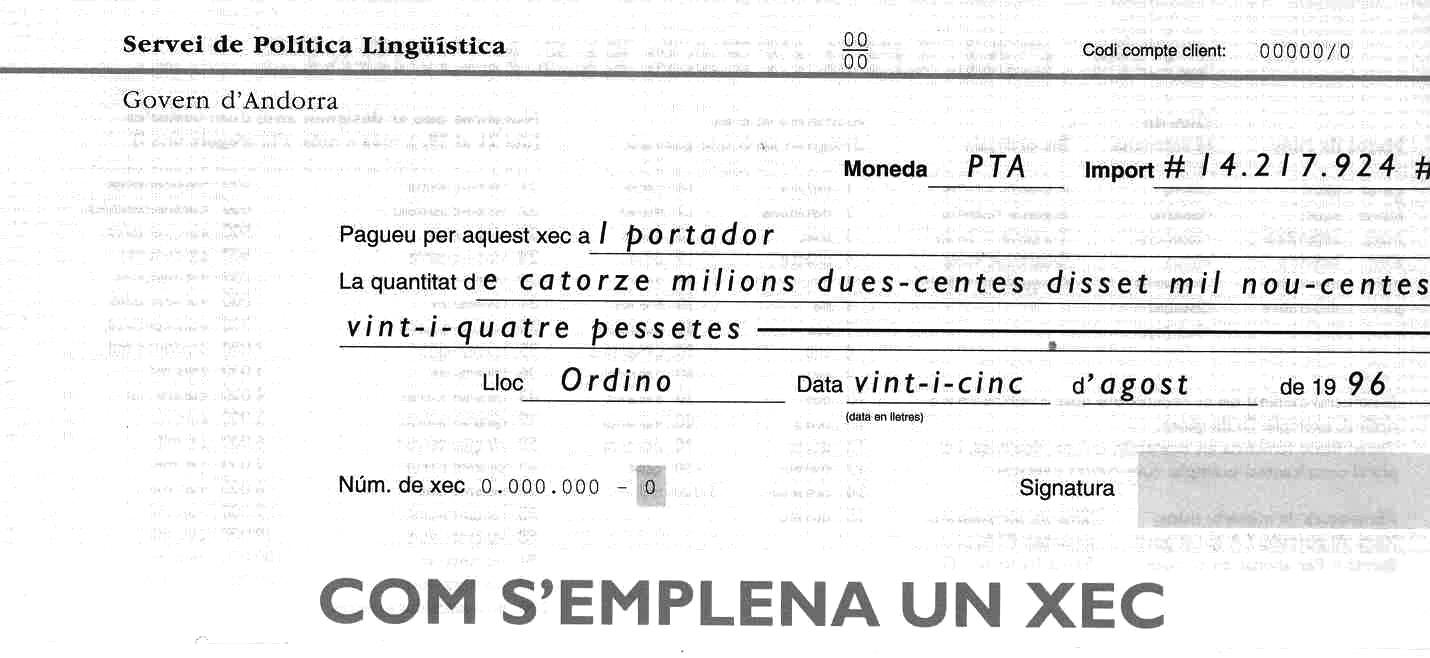 Servei de Política Lingüística 00 Codi compte client: 00000/0
00
Govern d'Andorra
Moneda PTA Import # 14.217.924 #
Pagueu per aquest xec al portador
La quantitat de catorze milions dues-centes disset mil nou-centes
vint-i-quatre pessetes
Lloc Ordino Data vint-i-cinc d'agost de 1996
(data en lletres)
Núm. de xec 0.000.000 - 0 Signatura
COM S'EMPLENA UN XEC